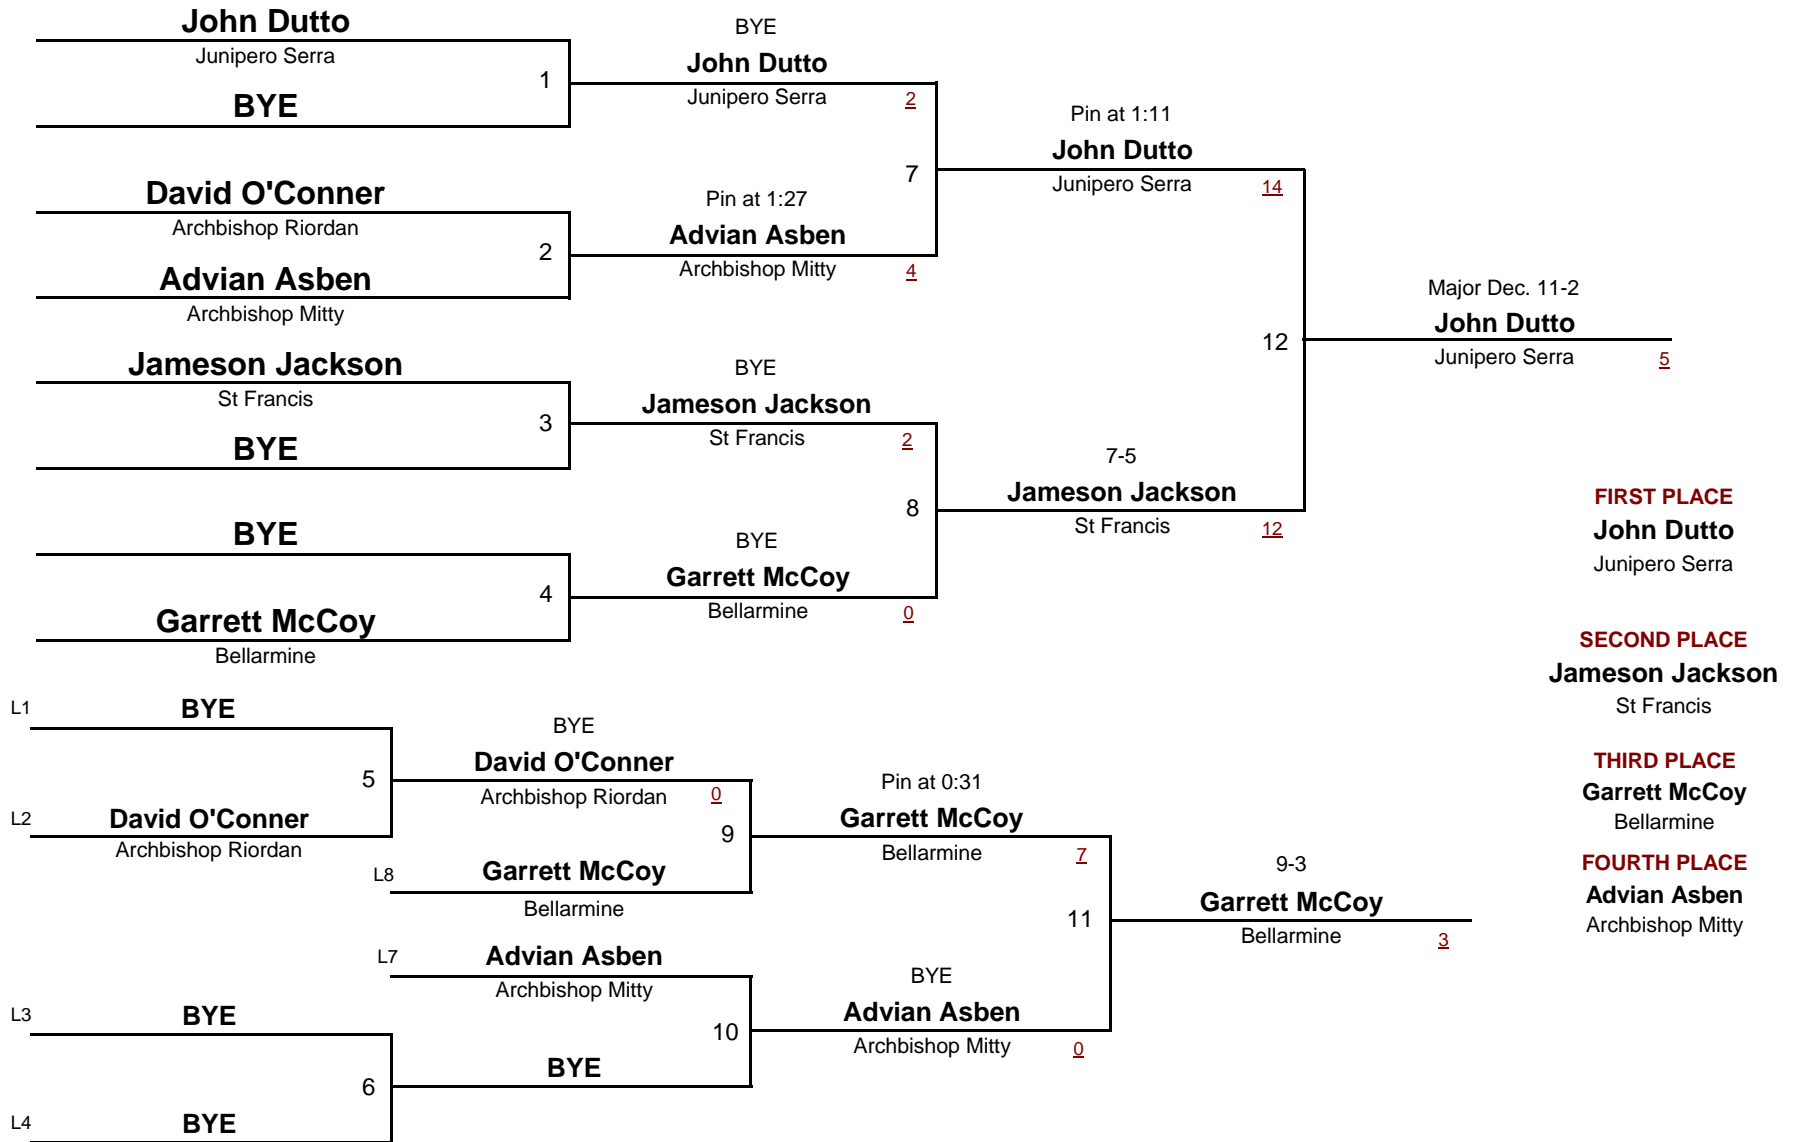 John Dutto
Junipero Serra
1
BYE
BYE
John Dutto
Junipero Serra 2
David O'Conner
Archbishop Riordan
2
Advian Asben
Archbishop Mitty
Pin at 1:27
Advian Asben
Archbishop Mitty 4
7
Pin at 1:11
John Dutto
Junipero Serra 14
Jameson Jackson
St Francis
3
BYE
BYE
Jameson Jackson
St Francis 2
BYE
4
Garrett McCoy
Bellarmine
BYE
Garrett McCoy
Bellarmine 0
8
7-5
Jameson Jackson
St Francis 12
12
Major Dec. 11-2
John Dutto
Junipero Serra 5
FIRST PLACE
John Dutto
Junipero Serra
SECOND PLACE
Jameson Jackson
St Francis
THIRD PLACE
Garrett McCoy
Bellarmine
FOURTH PLACE
Advian Asben
Archbishop Mitty
L1 BYE
5
L2 David O'Conner
Archbishop Riordan
BYE
David O'Conner
Archbishop Riordan 0
9
L8 Garrett McCoy
Bellarmine
Pin at 0:31
Garrett McCoy
Bellarmine 7
L7 Advian Asben
Archbishop Mitty
10
L3 BYE
6
L4 BYE
BYE
BYE
Advian Asben
Archbishop Mitty 0
11
9-3
Garrett McCoy
Bellarmine 3